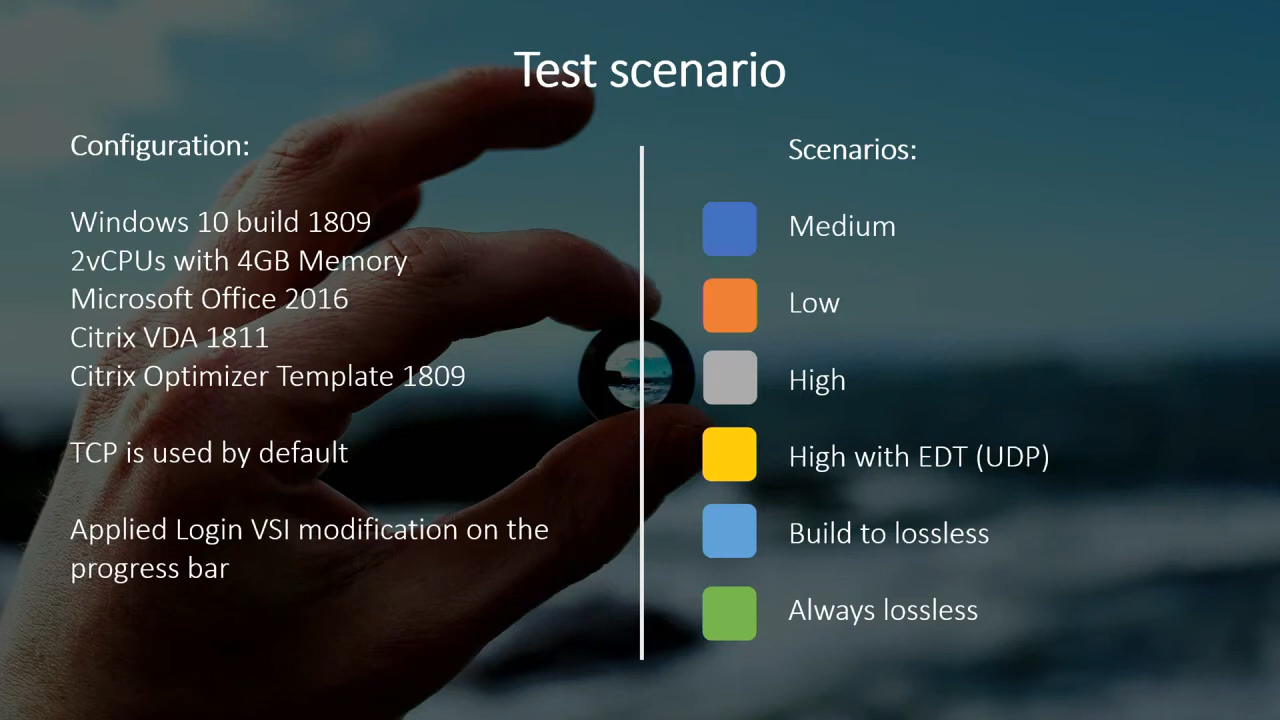 Test scenario
Configuration:
Windows 10 build 1809
2vCPUs with 4GB Memory
Microsoft Office 2016
Citrix VDA 1811
Citrix Optimizer Template 1809
TCP is used by default
Applied Login VSI modification on the
progress bar
Scenarios:
Medium
Low
High
High with EDT (UDP)
Build to lossless
Always lossless